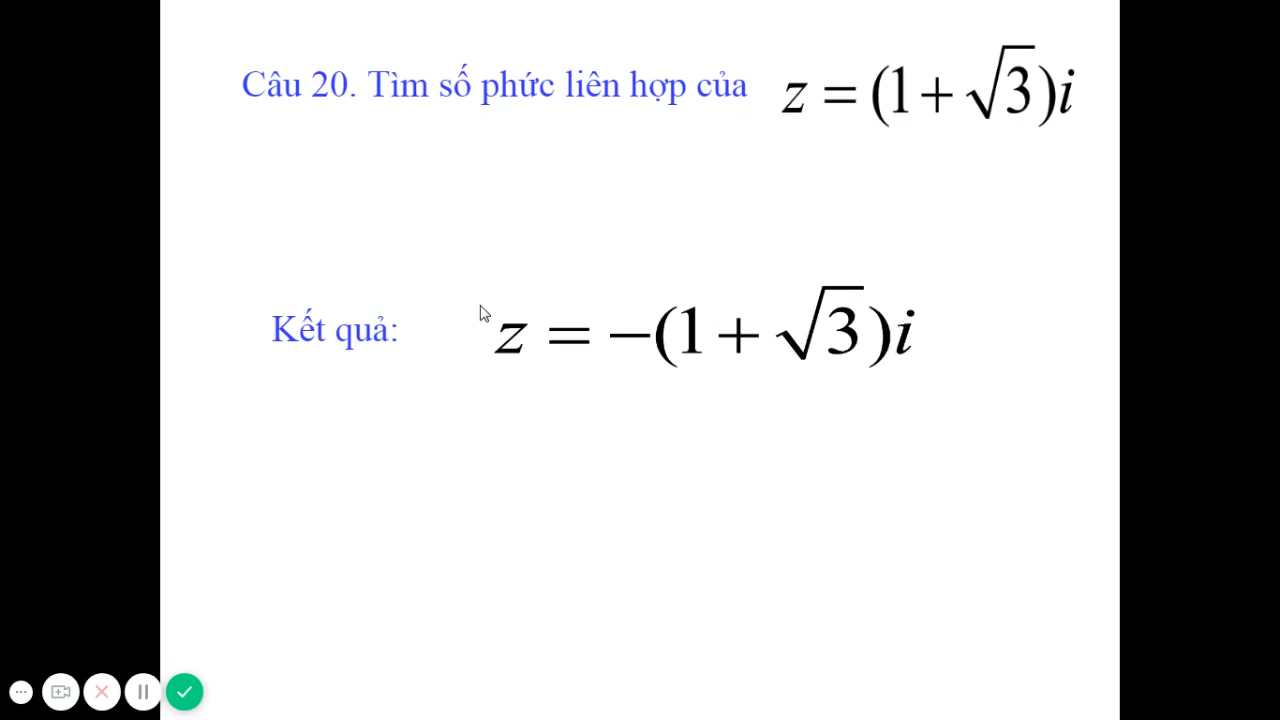 Câu 20. Tìm số phức liên hợp của z = (1 + √3)i
Kết quả: z = −(1 + √3)i